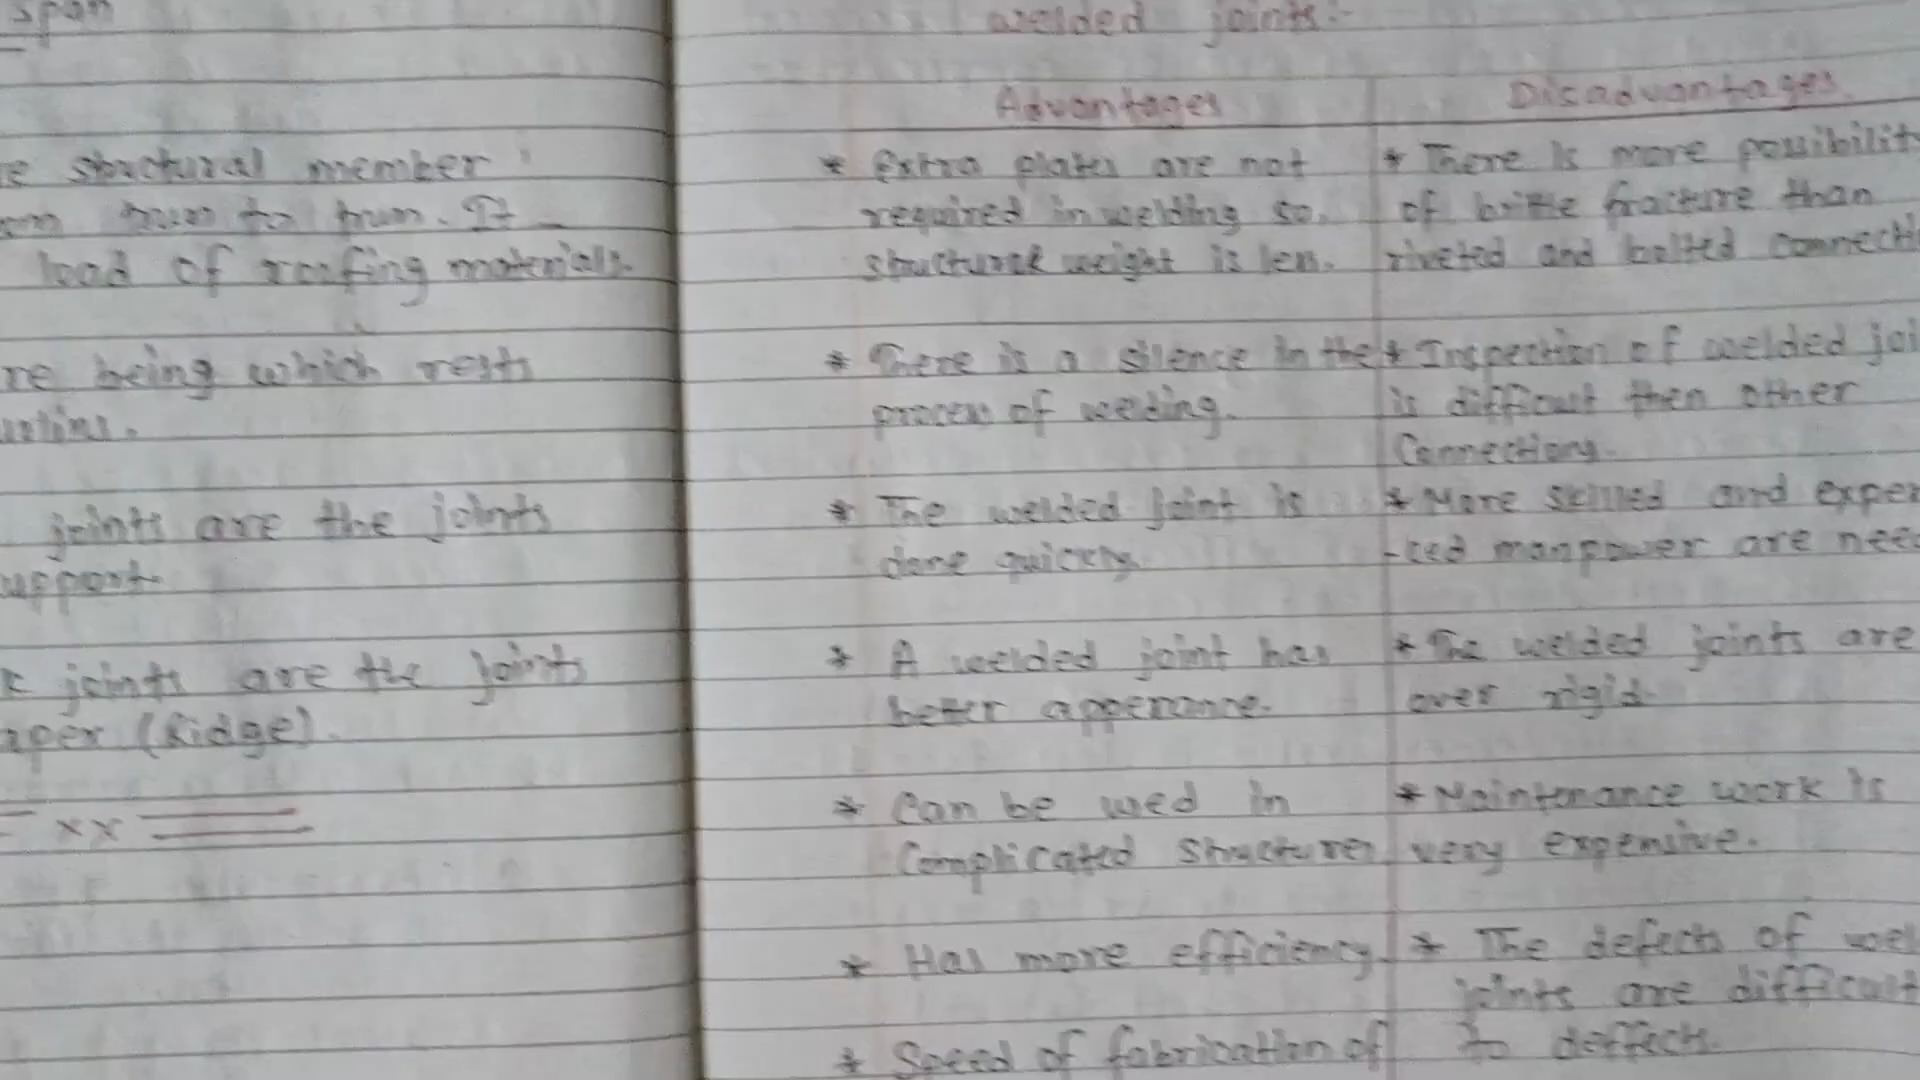 span
structural member
truss to truss. It
load of roofing materials.
being which rests
joints are the joints
support.
joints are the joints
apex (Ridge).
xx
welded joints:-
Advantages
* Extra plates are not
required in welding so,
structural weight is less.
* There is a silence in the
process of welding.
* The welded joint is
done quickly.
* A welded joint has
better apperance.
* Can be used in
Complicated structures
* Has more efficiency.
* Speed of fabrication of
Disadvantages
* There is more possibilit
of brittle fracture than
riveted and bolted connecti
* Inspection of welded joi
is difficult then other
Connections.
* More skilled and exper
-ced manpower are need
* The welded joints are
over rigid.
* Maintenance work is
very expensive.
* The defects of wel
joints are difficult
to deffect.